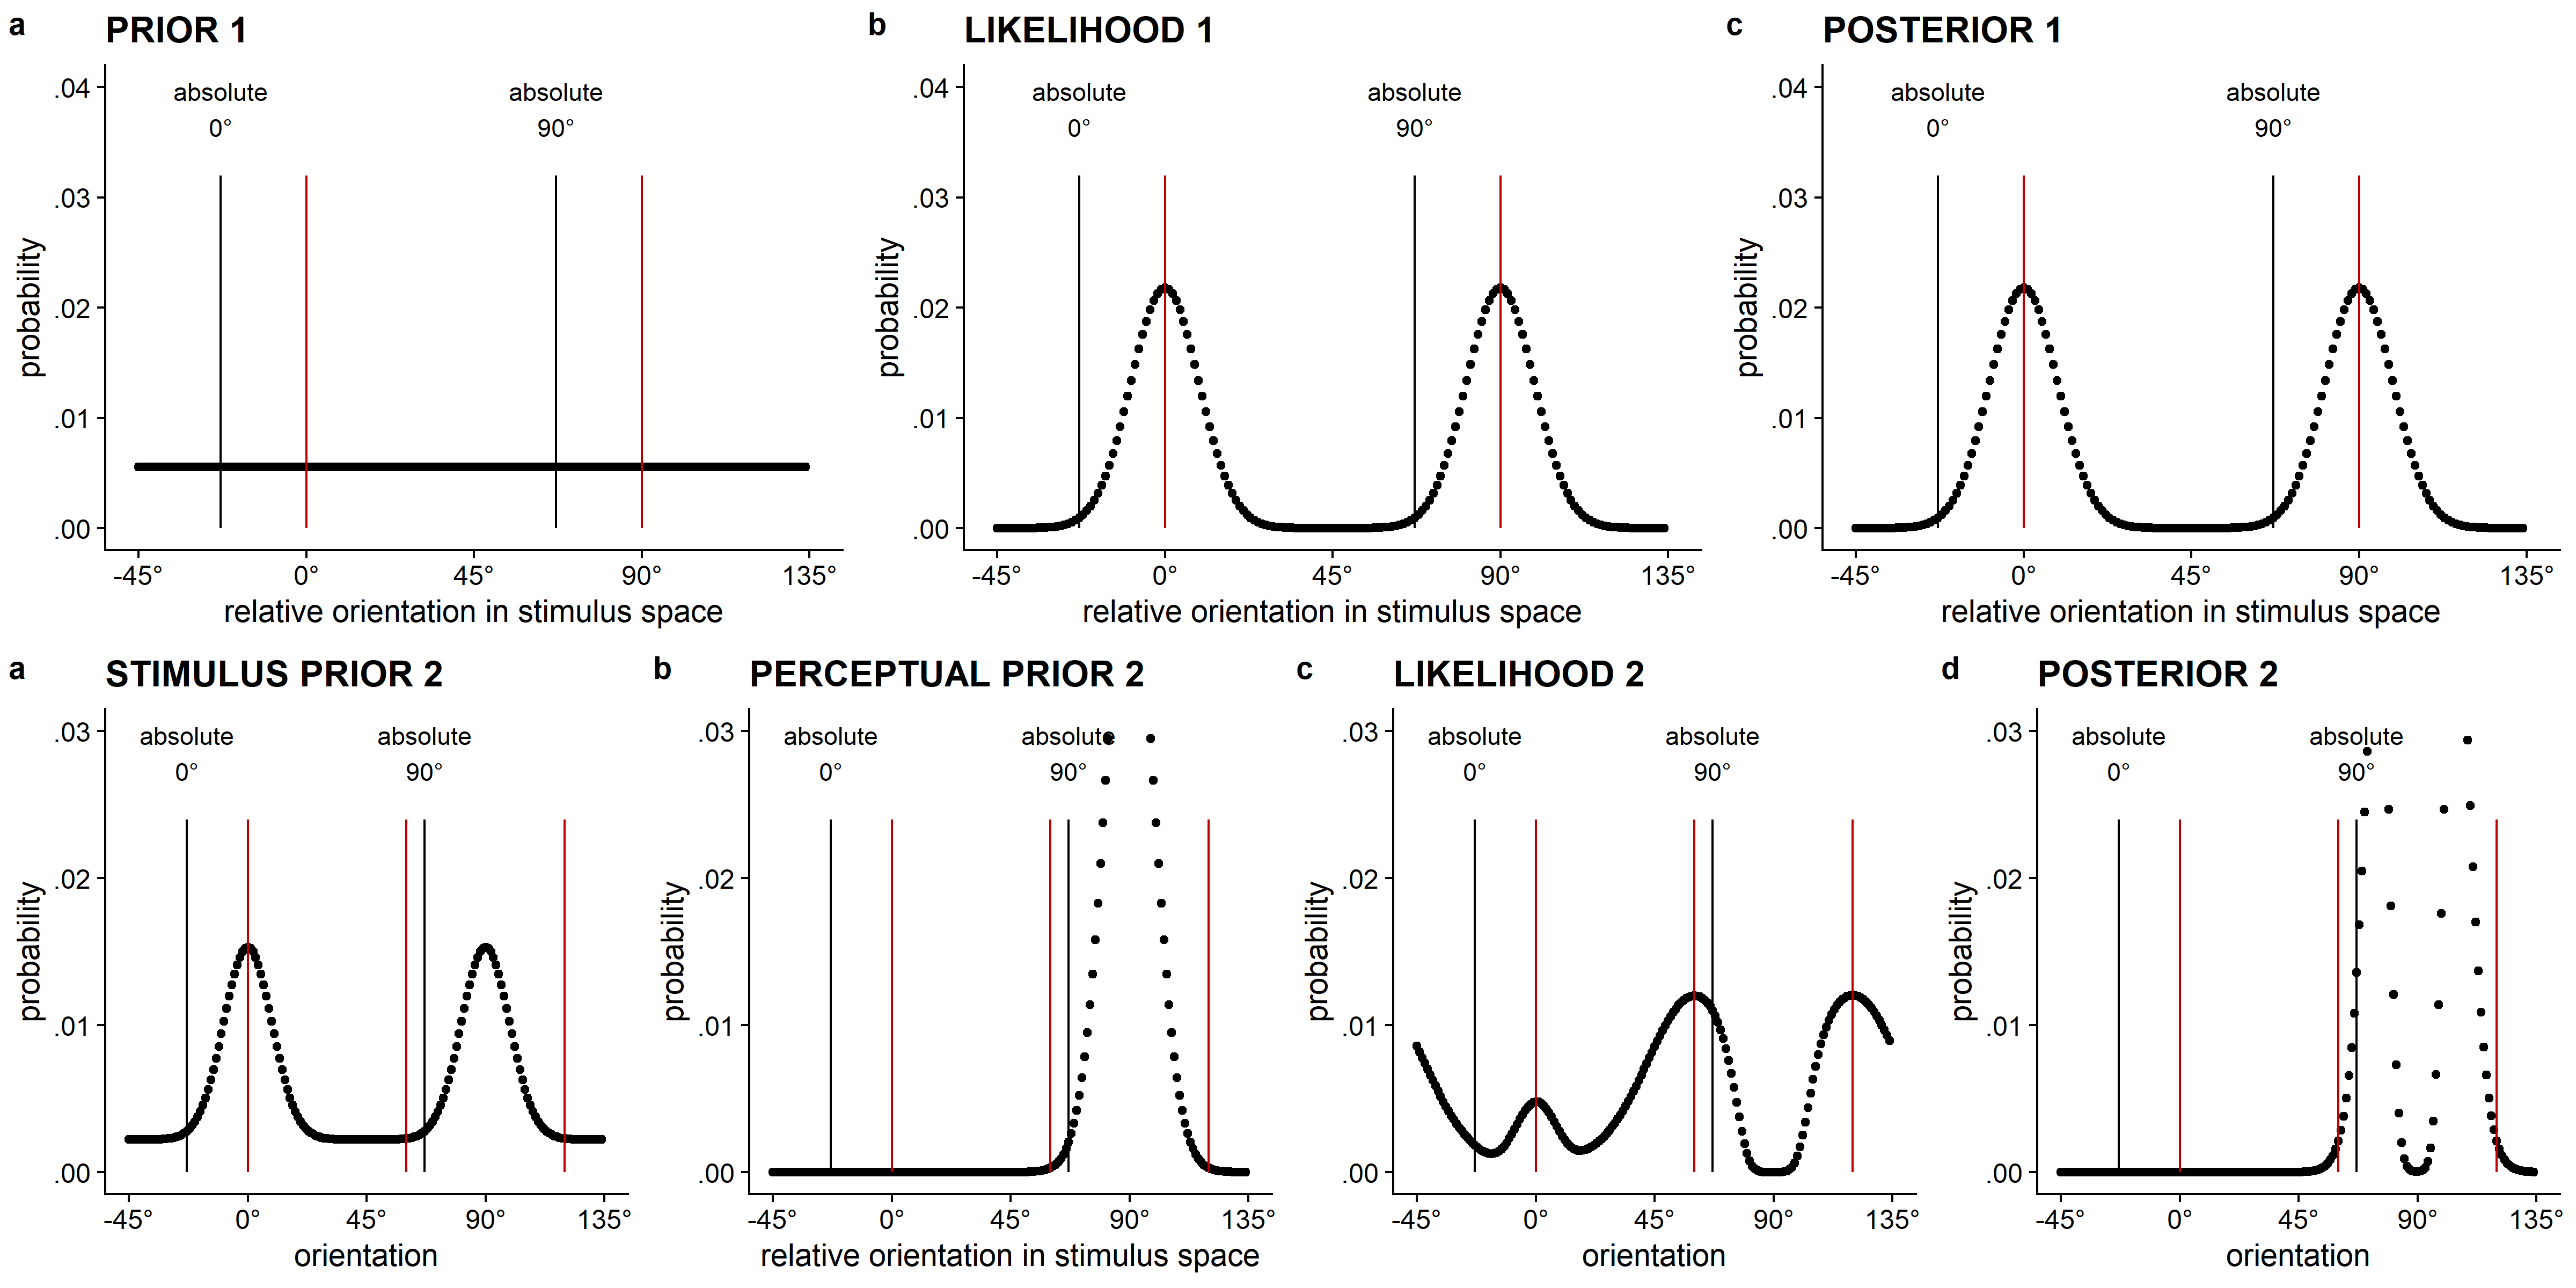 a PRIOR 1
.04
.03
.02
.01
.00
absolute
0°
absolute
90°
probability
-45° 0° 45° 90° 135°
relative orientation in stimulus space
b LIKELIHOOD 1
.04
.03
.02
.01
.00
absolute
0°
absolute
90°
probability
-45° 0° 45° 90° 135°
relative orientation in stimulus space
c POSTERIOR 1
.04
.03
.02
.01
.00
absolute
0°
absolute
90°
probability
-45° 0° 45° 90° 135°
relative orientation in stimulus space
a STIMULUS PRIOR 2
.03
.02
.01
.00
absolute
0°
absolute
90°
probability
-45° 0° 45° 90° 135°
orientation
b PERCEPTUAL PRIOR 2
.03
.02
.01
.00
absolute
0°
absolute
90°
probability
-45° 0° 45° 90° 135°
relative orientation in stimulus space
c LIKELIHOOD 2
.03
.02
.01
.00
absolute
0°
absolute
90°
probability
-45° 0° 45° 90° 135°
orientation
d POSTERIOR 2
.03
.02
.01
.00
absolute
0°
absolute
90°
probability
-45° 0° 45° 90° 135°
orientation